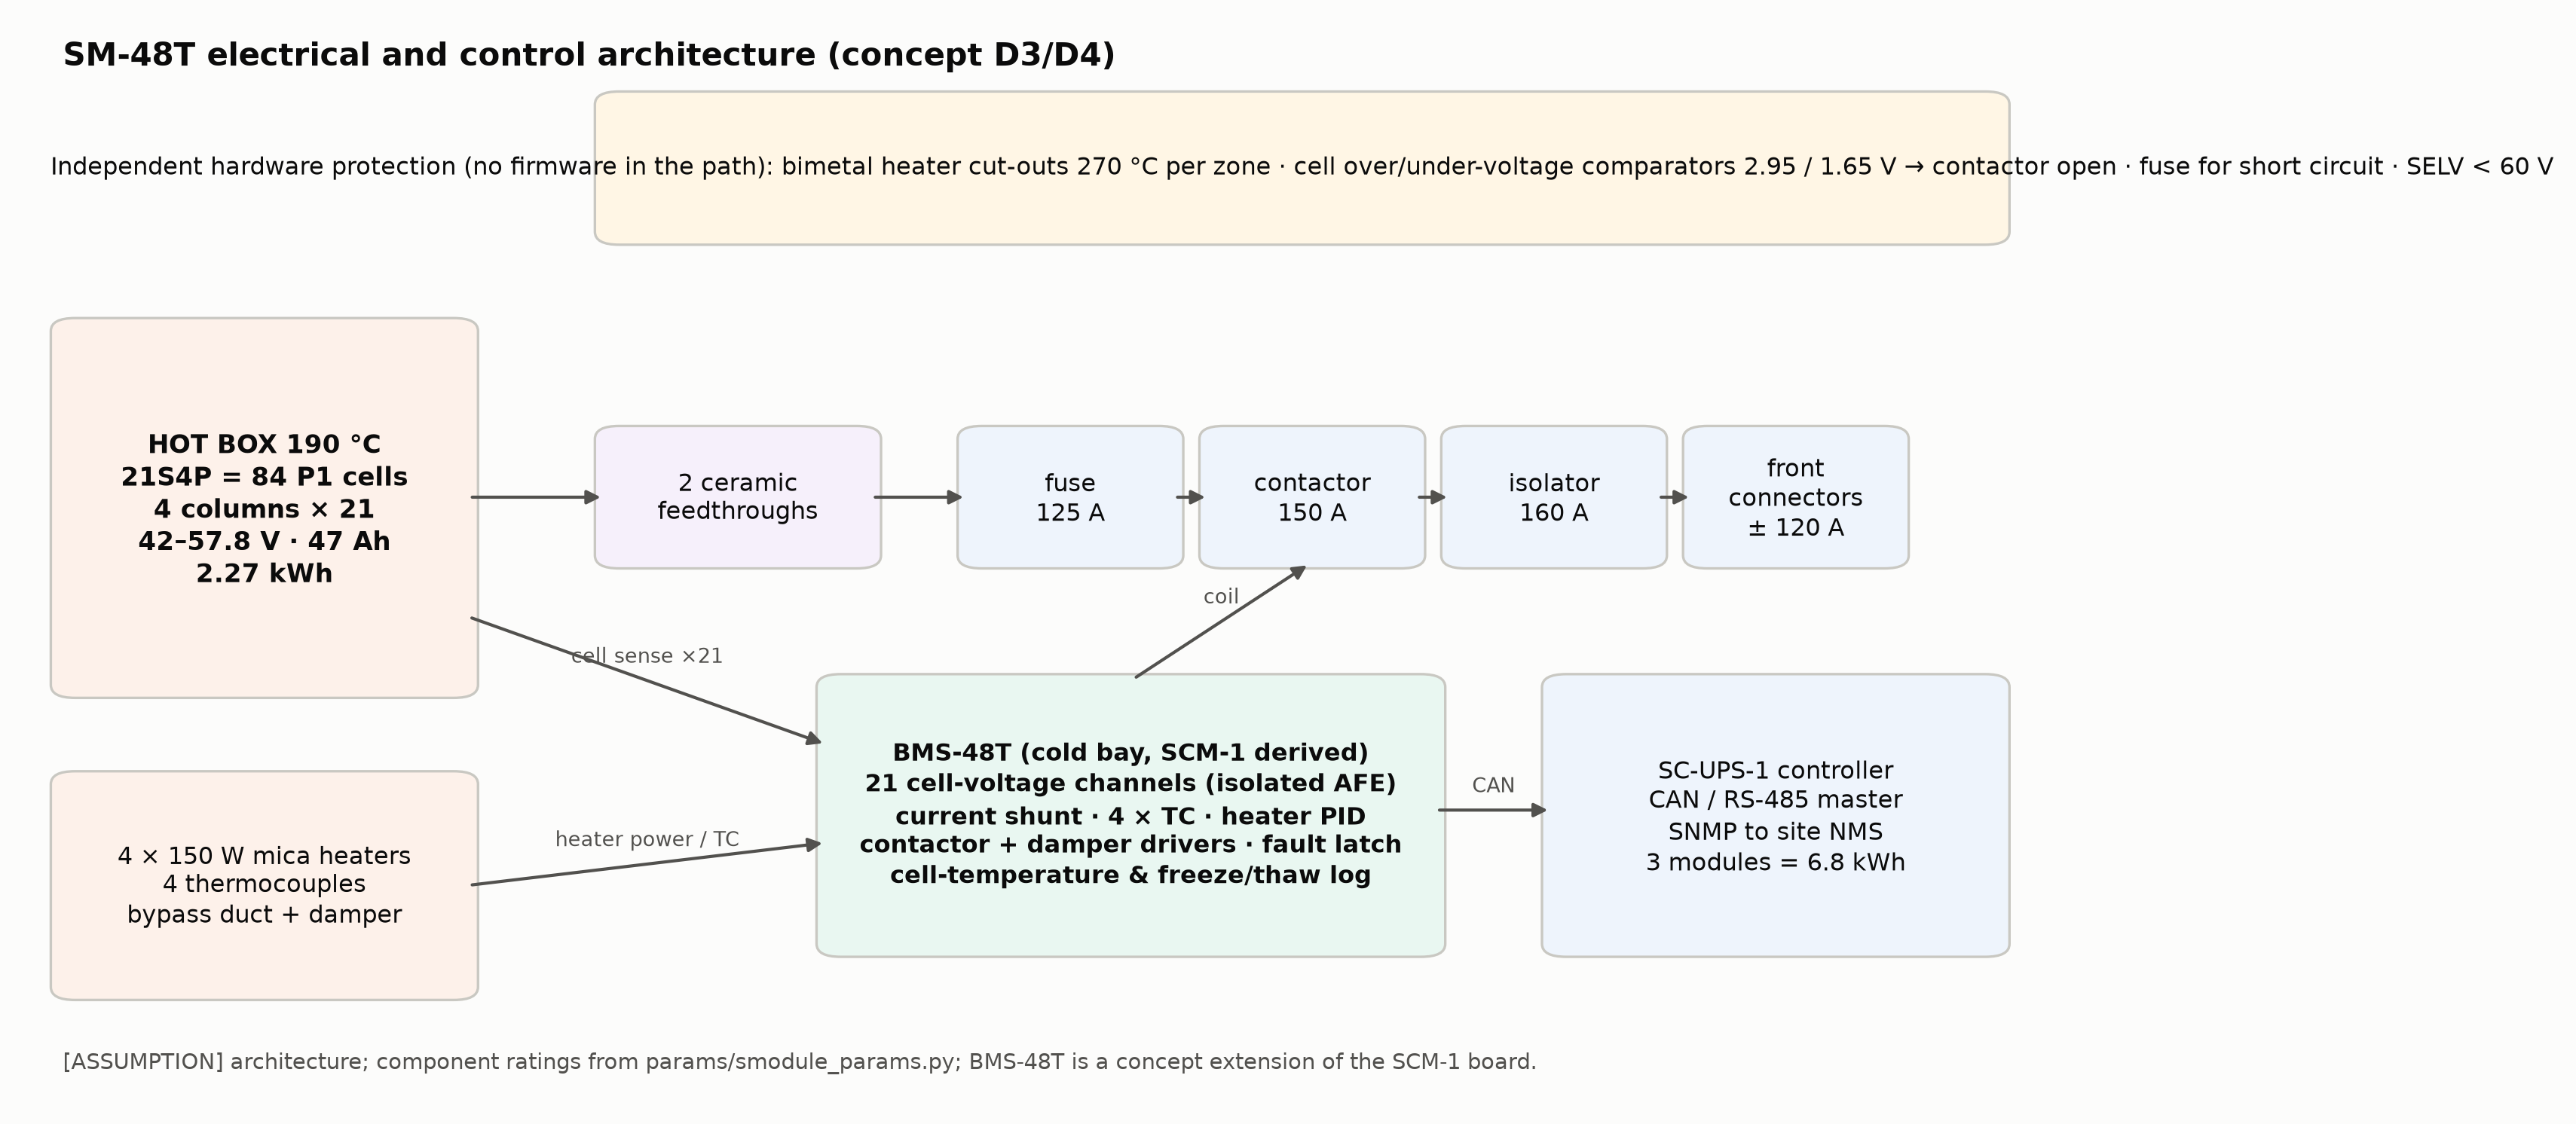 SM-48T electrical and control architecture (concept D3/D4)
Independent hardware protection (no firmware in the path): bimetal heater cut-outs 270 °C per zone · cell over/under-voltage comparators 2.95 / 1.65 V → contactor open · fuse for short circuit · SELV < 60 V
HOT BOX 190 °C
21S4P = 84 P1 cells
4 columns × 21
42–57.8 V · 47 Ah
2.27 kWh
2 ceramic
feedthroughs
fuse
125 A
contactor
150 A
isolator
160 A
front
connectors
± 120 A
coil
cell sense ×21
BMS-48T (cold bay, SCM-1 derived)
21 cell-voltage channels (isolated AFE)
current shunt · 4 × TC · heater PID
contactor + damper drivers · fault latch
cell-temperature & freeze/thaw log
CAN
SC-UPS-1 controller
CAN / RS-485 master
SNMP to site NMS
3 modules = 6.8 kWh
heater power / TC
4 × 150 W mica heaters
4 thermocouples
bypass duct + damper
[ASSUMPTION] architecture; component ratings from params/smodule_params.py; BMS-48T is a concept extension of the SCM-1 board.